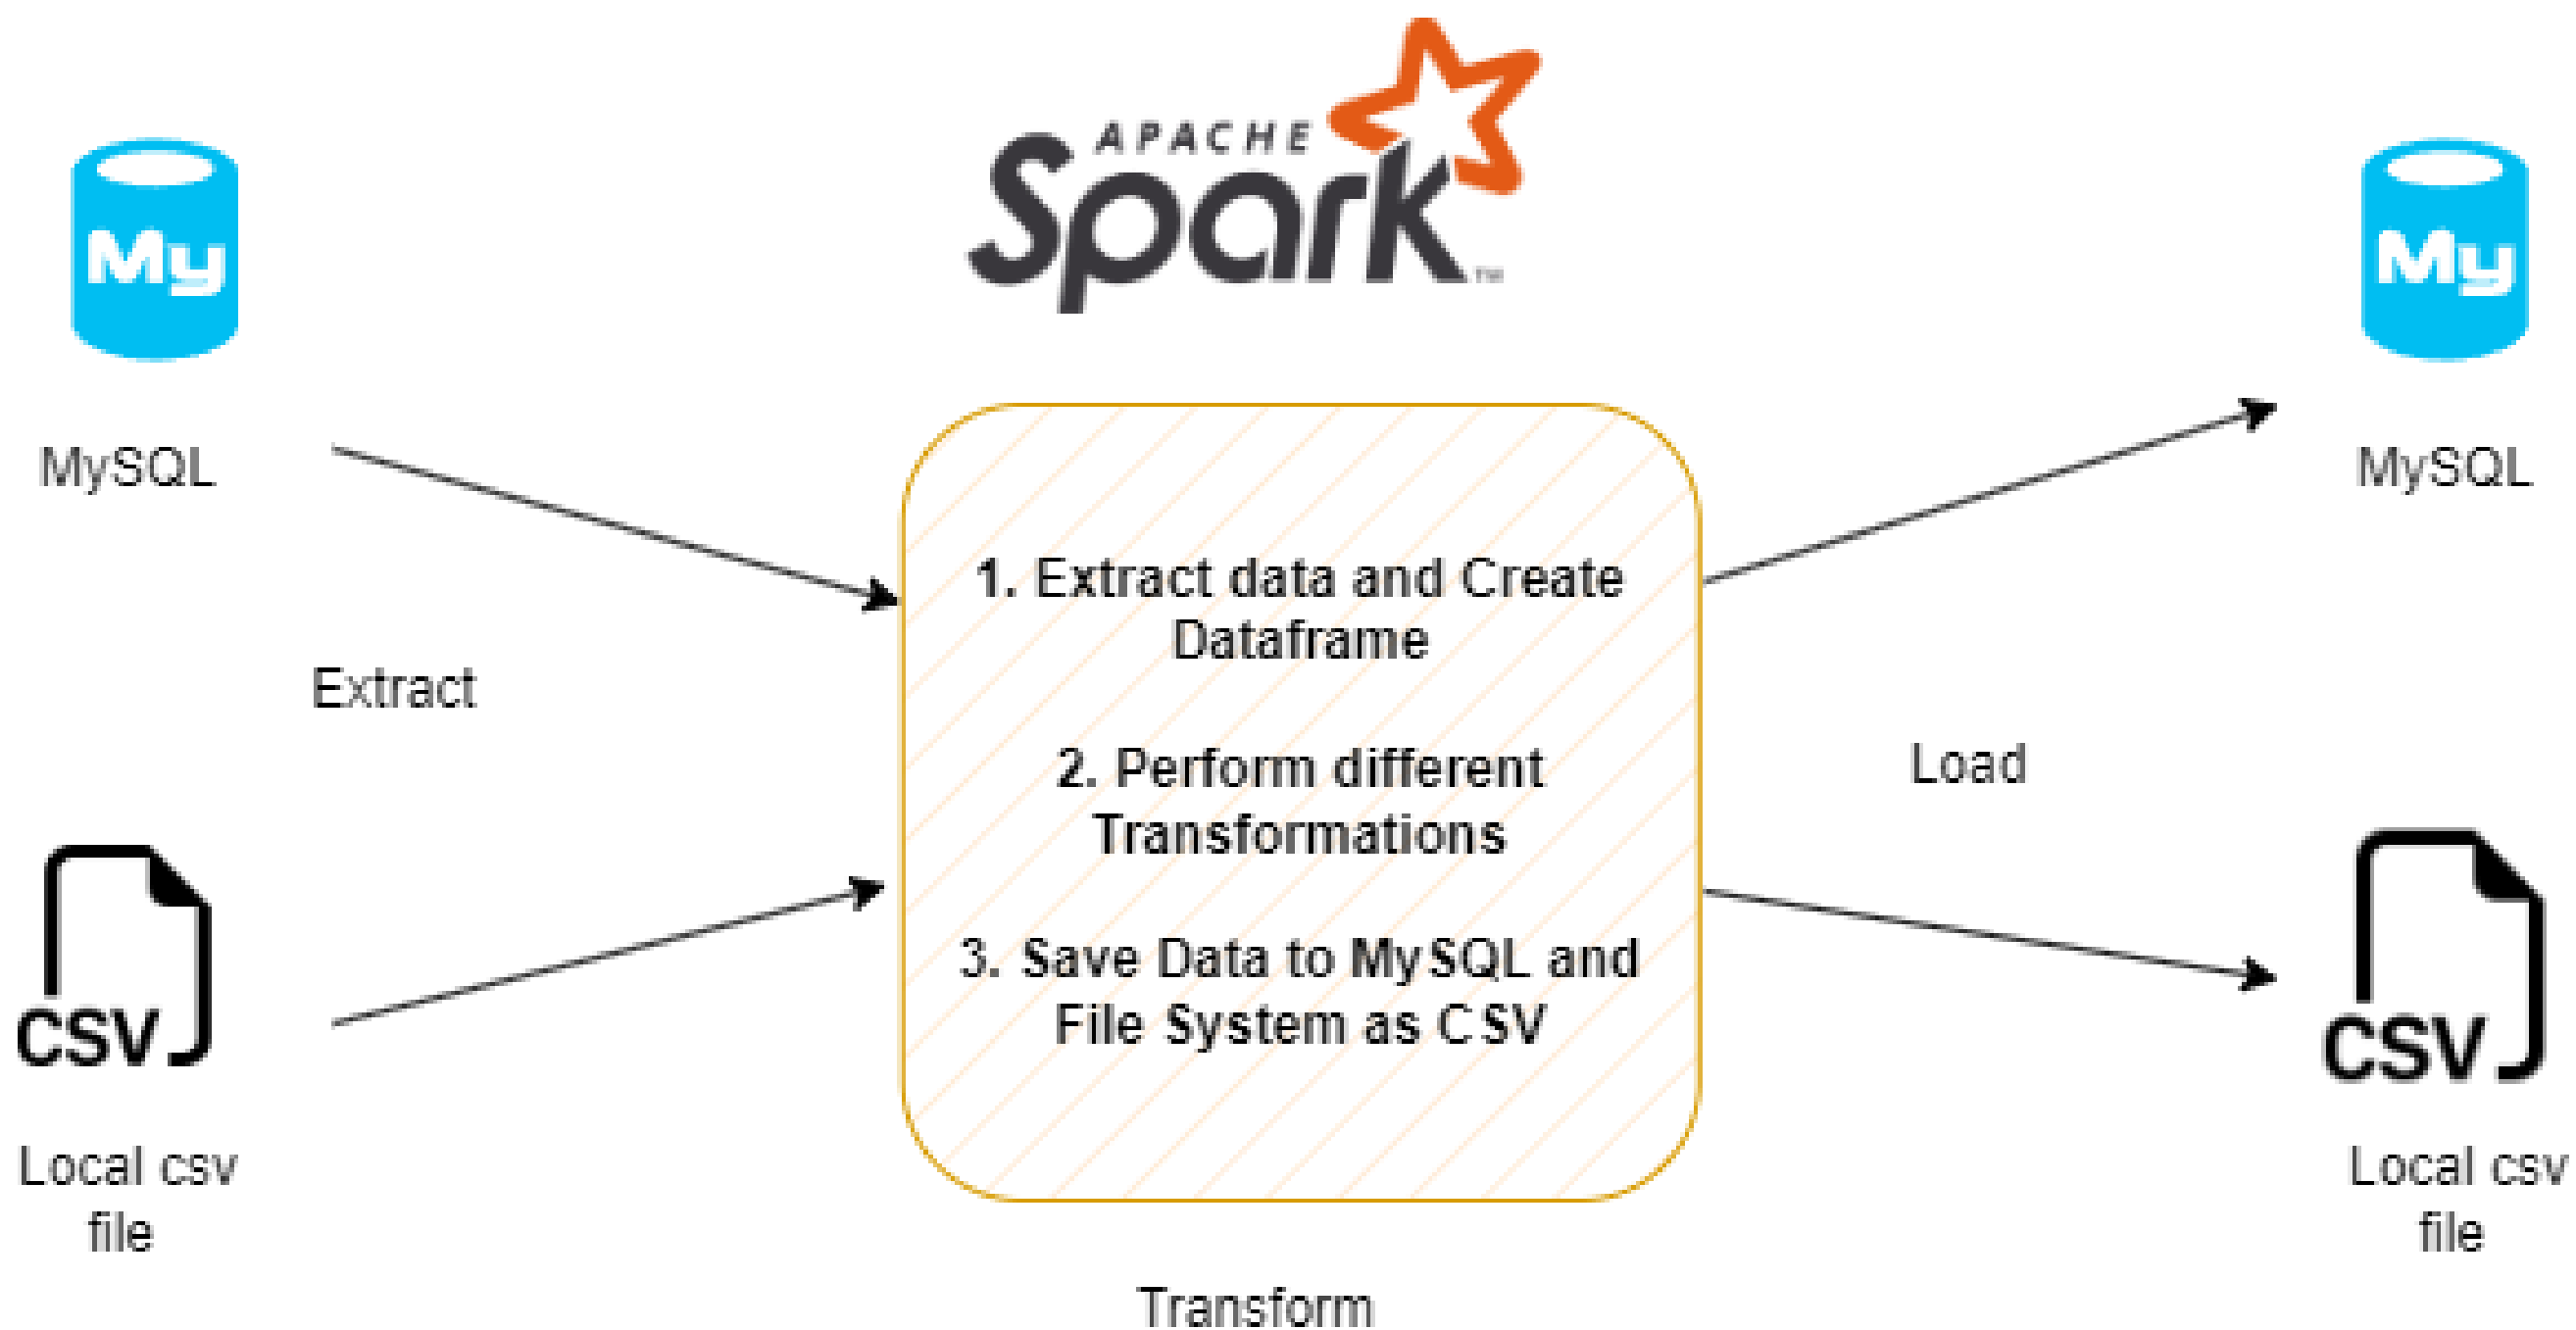 APACHE
Spark
TM
My
MySQL
My
MySQL
1. Extract data and Create
Dataframe
Extract
2. Perform different
Transformations
Load
3. Save Data to MySQL and
File System as CSV
CSV
Local csv
file
CSV
Local csv
file
Transform